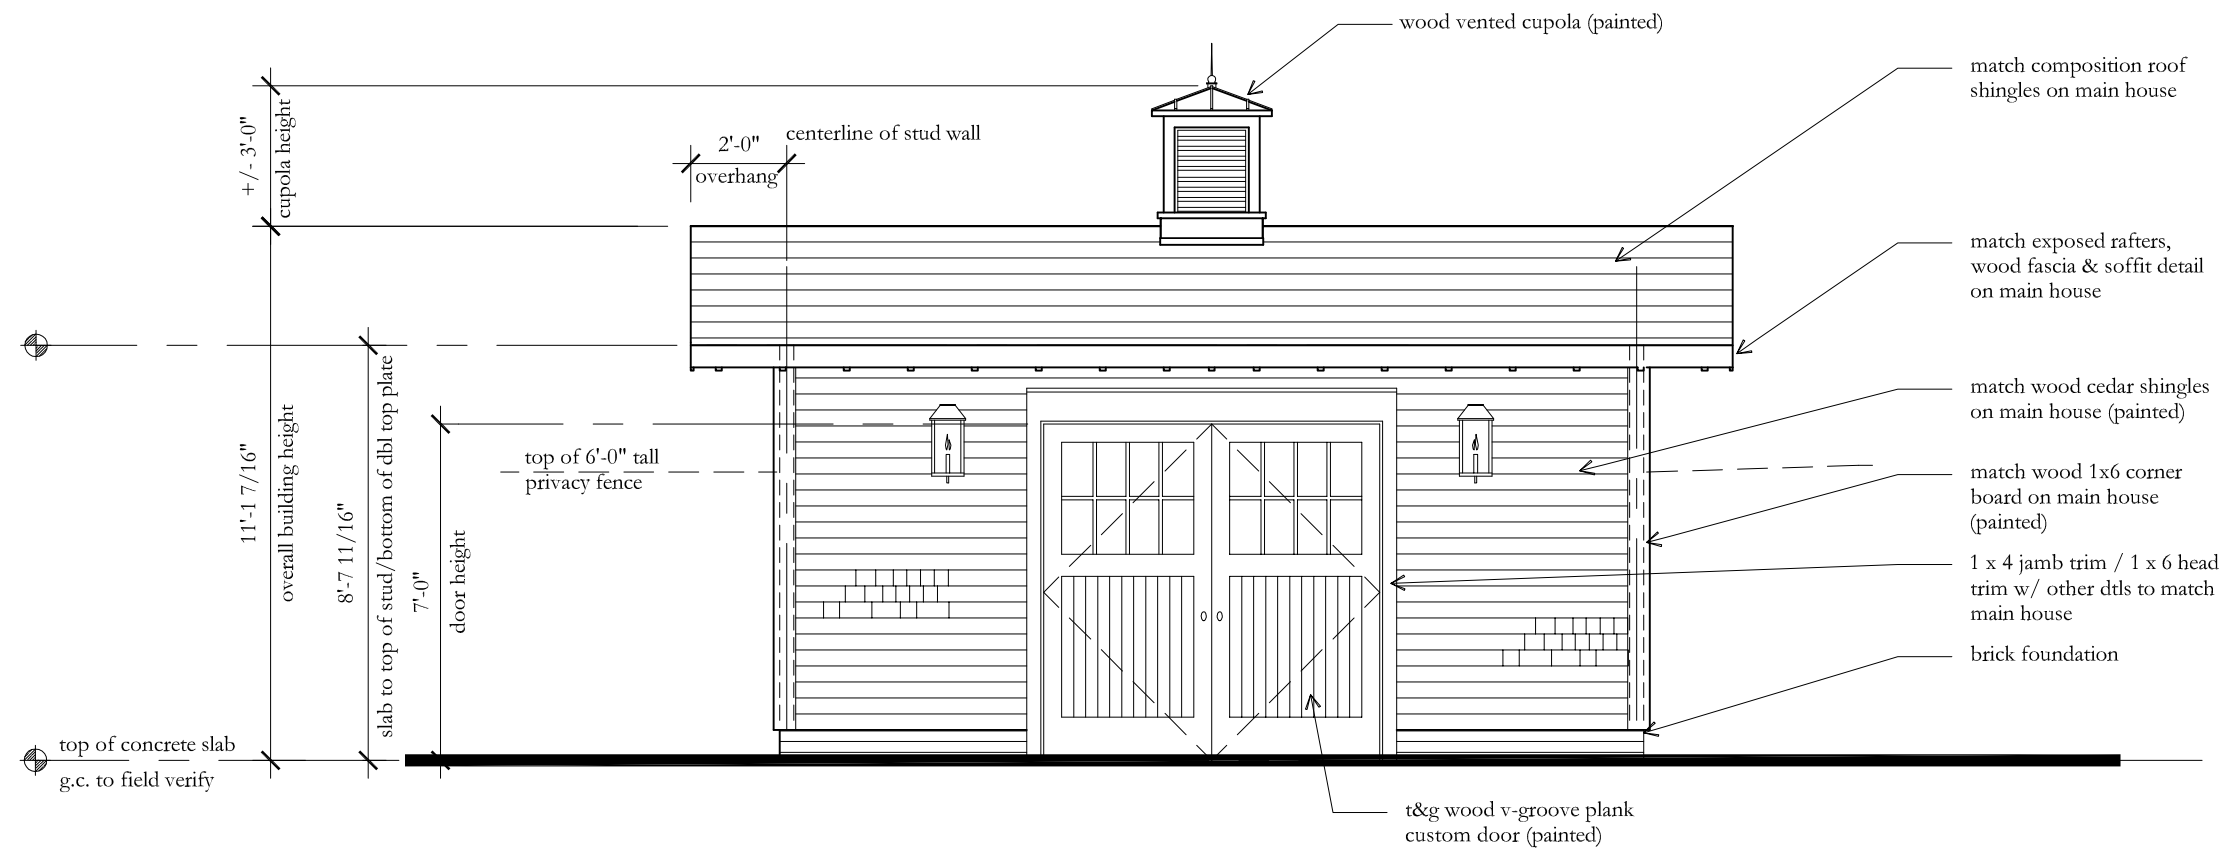 wood vented cupola (painted)
match composition roof
shingles on main house
+/- 3'-0"
cupola height
2'-0"
overhang
centerline of stud wall
match exposed rafters,
wood fascia & soffit detail
on main house
match wood cedar shingles
on main house (painted)
11'-1 7/16"
overall building height
8'-7 11/16"
slab to top of stud/bottom of dbl top plate
7'-0"
door height
top of 6'-0" tall
privacy fence
match wood 1x6 corner
board on main house
(painted)
1 x 4 jamb trim / 1 x 6 head
trim w/ other dtls to match
main house
brick foundation
top of concrete slab
g.c. to field verify
t&g wood v-groove plank
custom door (painted)